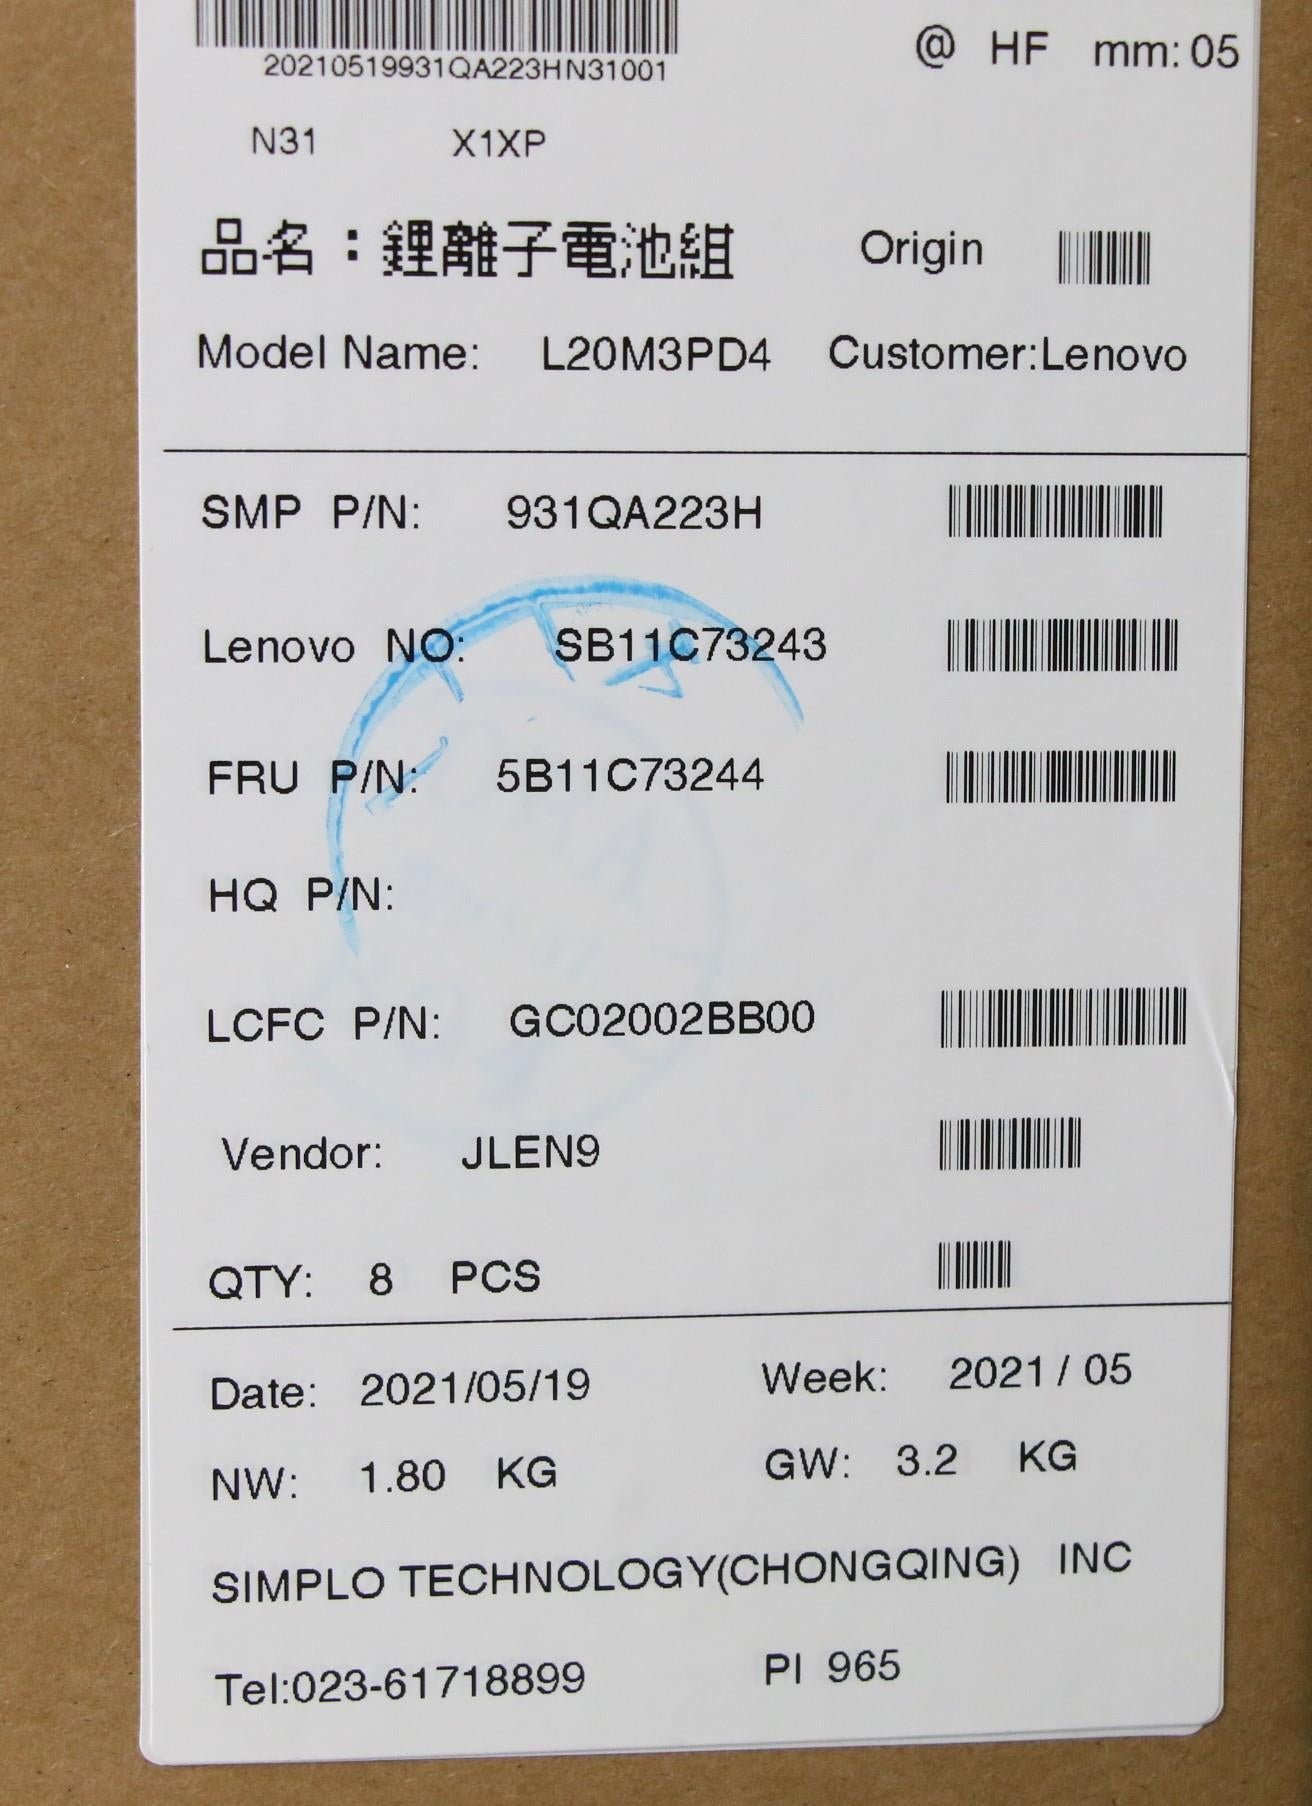 20210519931QA223HN31001
@ HF mm: 05
N31 X1XP
品名：鋰離子電池組 Origin
Model Name: L20M3PD4 Customer:Lenovo
SMP P/N: 931QA223H
Lenovo NO: SB11C73243
FRU P/N: 5B11C73244
HQ P/N:
LCFC P/N: GC02002BB00
Vendor: JLEN9
QTY: 8 PCS
Date: 2021/05/19 Week: 2021 / 05
NW: 1.80 KG GW: 3.2 KG
SIMPLO TECHNOLOGY(CHONGQING) INC
Tel:023-61718899 PI 965